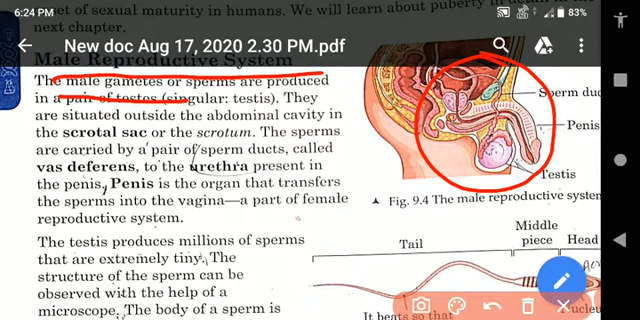 6:24 PM
83%
et of sexual maturity in humans. We will learn about puberty in det
next chapter.
New doc Aug 17, 2020 2.30 PM.pdf
Male Reproductive System
The male gametes or sperms are produced
in a pair of testes (singular: testis). They
are situated outside the abdominal cavity in
the scrotal sac or the scrotum. The sperms
are carried by a pair of sperm ducts, called
vas deferens, to the urethra present in
the penis, Penis is the organ that transfers
the sperms into the vagina—a part of female
reproductive system.
The testis produces millions of sperms
that are extremely tiny. The
structure of the sperm can be
observed with the help of a
microscope. The body of a sperm is
Sperm duc
Penis
Testis
▲ Fig. 9.4 The male reproductive system
Tail
Middle
piece
Head
It beats so that
Nucleu